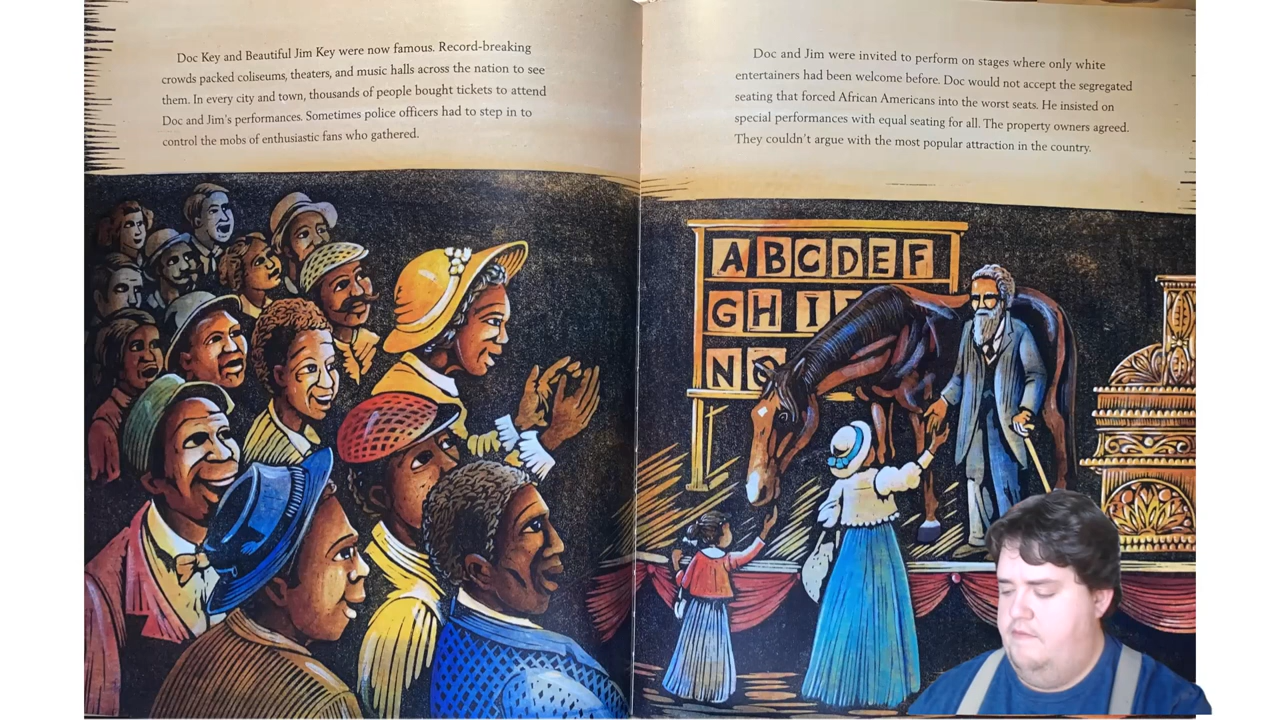 Doc Key and Beautiful Jim Key were now famous. Record-breaking
crowds packed coliseums, theaters, and music halls across the nation to see
them. In every city and town, thousands of people bought tickets to attend
Doc and Jim's performances. Sometimes police officers had to step in to
control the mobs of enthusiastic fans who gathered.
Doc and Jim were invited to perform on stages where only white
entertainers had been welcome before. Doc would not accept the segregated
seating that forced African Americans into the worst seats. He insisted on
special performances with equal seating for all. The property owners agreed.
They couldn't argue with the most popular attraction in the country.
A B C D E F
G H I
N